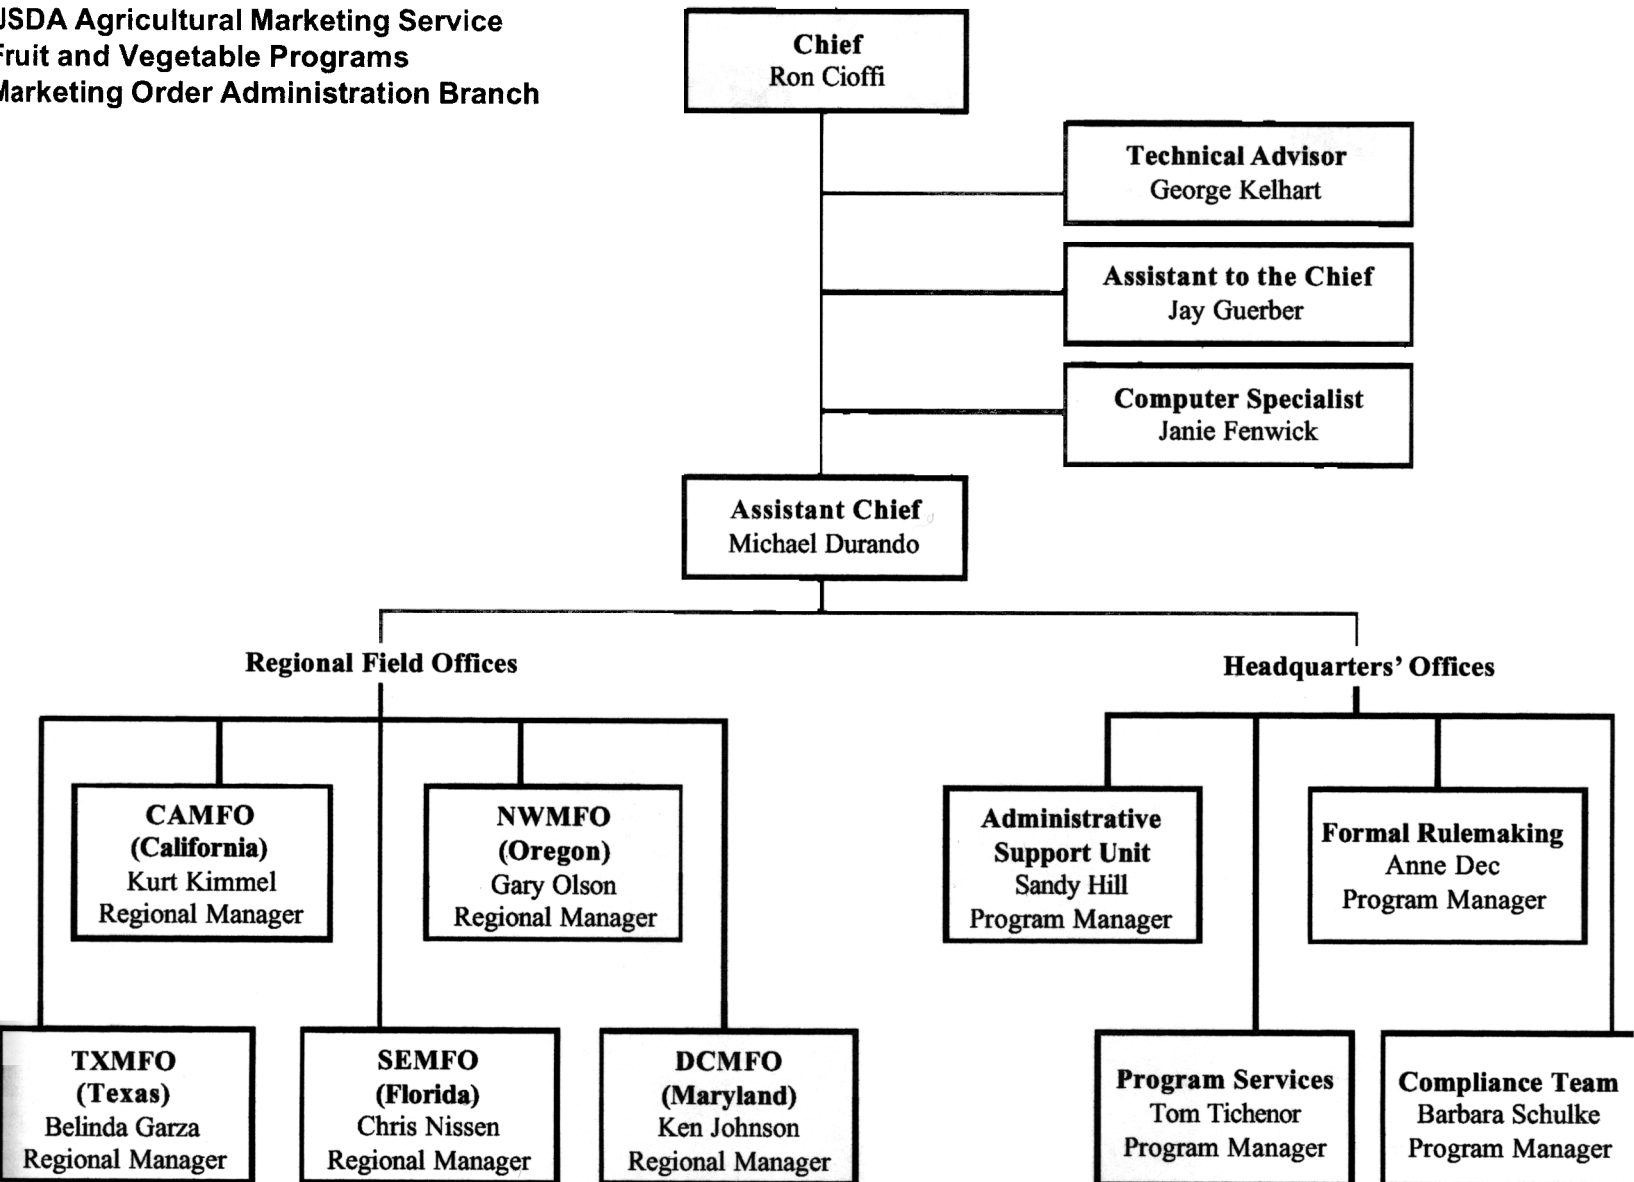 USDA Agricultural Marketing Service
Fruit and Vegetable Programs
Marketing Order Administration Branch
Chief
Ron Cioffi
Technical Advisor
George Kelhart
Assistant to the Chief
Jay Guerber
Computer Specialist
Janie Fenwick
Assistant Chief
Michael Durando
Regional Field Offices
Headquarters' Offices
CAMFO
(California)
Kurt Kimmel
Regional Manager
NWMFO
(Oregon)
Gary Olson
Regional Manager
Administrative
Support Unit
Sandy Hill
Program Manager
Formal Rulemaking
Anne Dec
Program Manager
TXMFO
(Texas)
Belinda Garza
Regional Manager
SEMFO
(Florida)
Chris Nissen
Regional Manager
DCMFO
(Maryland)
Ken Johnson
Regional Manager
Program Services
Tom Tichenor
Program Manager
Compliance Team
Barbara Schulke
Program Manager